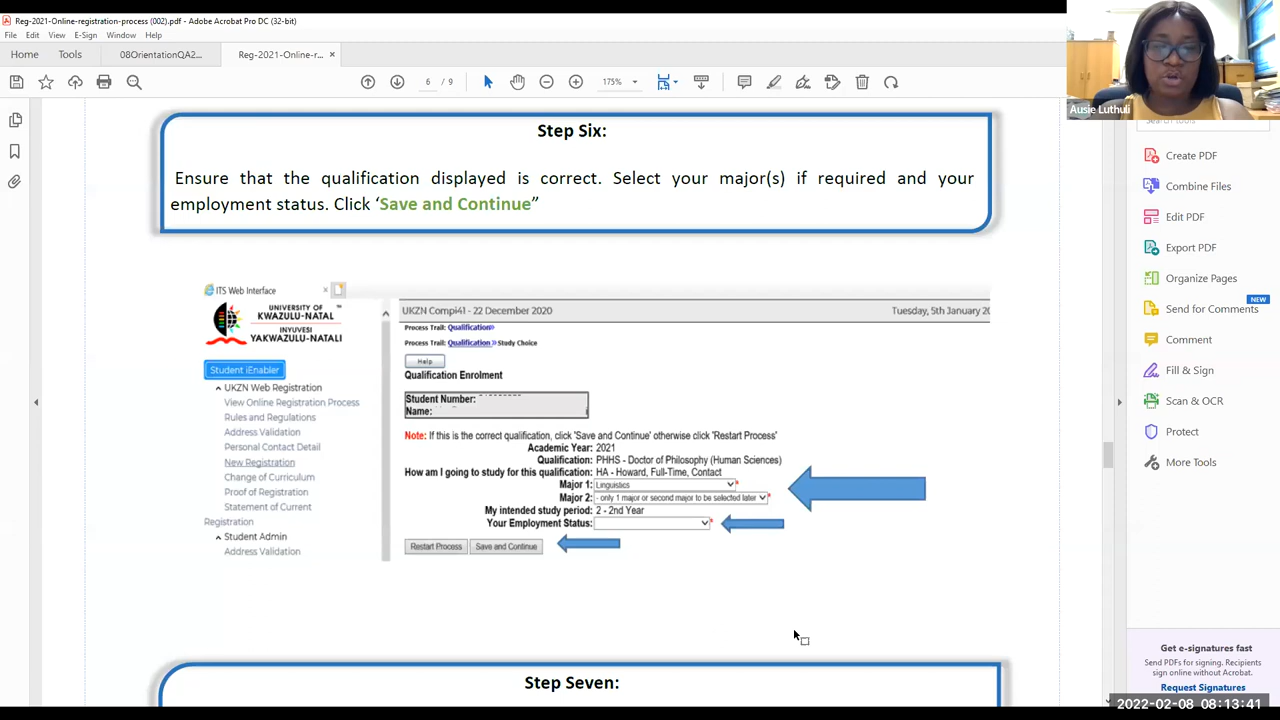 Reg-2021-Online-registration-process (002).pdf - Adobe Acrobat Pro DC (32-bit)
File Edit View Sign Window Help
Home Tools 08OrientationQA2... Reg-2021-Online-r... ×
6 / 9 175%
Ausie Luthuli
Search tools
Step Six:
Ensure that the qualification displayed is correct. Select your major(s) if required and your
employment status. Click ‘Save and Continue”
ITS Web Interface
UNIVERSITY OF ™
KWAZULU-NATAL
INYUVESI
YAKWAZULU-NATALI
Student iEnabler
UKZN Web Registration
View Online Registration Process
Rules and Regulations
Address Validation
Personal Contact Detail
New Registration
Change of Curriculum
Proof of Registration
Statement of Current
Registration
Student Admin
Address Validation
UKZN Compi41 - 22 December 2020 Tuesday, 5th January 20
Process Trail: Qualification»
Process Trail: Qualification » Study Choice
Help
Qualification Enrolment
Student Number:
Name:
Note: If this is the correct qualification, click 'Save and Continue' otherwise click 'Restart Process'
Academic Year: 2021
Qualification: PHHS - Doctor of Philosophy (Human Sciences)
How am I going to study for this qualification: HA - Howard, Full-Time, Contact
Major 1: Linguistics *
Major 2: - only 1 major or second major to be selected later *
My intended study period: 2 - 2nd Year
Your Employment Status: *
Restart Process Save and Continue
Step Seven:
Create PDF
Combine Files
Edit PDF
Export PDF
Organize Pages
NEW
Send for Comments
Comment
Fill & Sign
Scan & OCR
Protect
More Tools
Get e-signatures fast
Send PDFs for signing. Recipients
sign online without Acrobat.
Request Signatures
2022-02-08 08:13:41